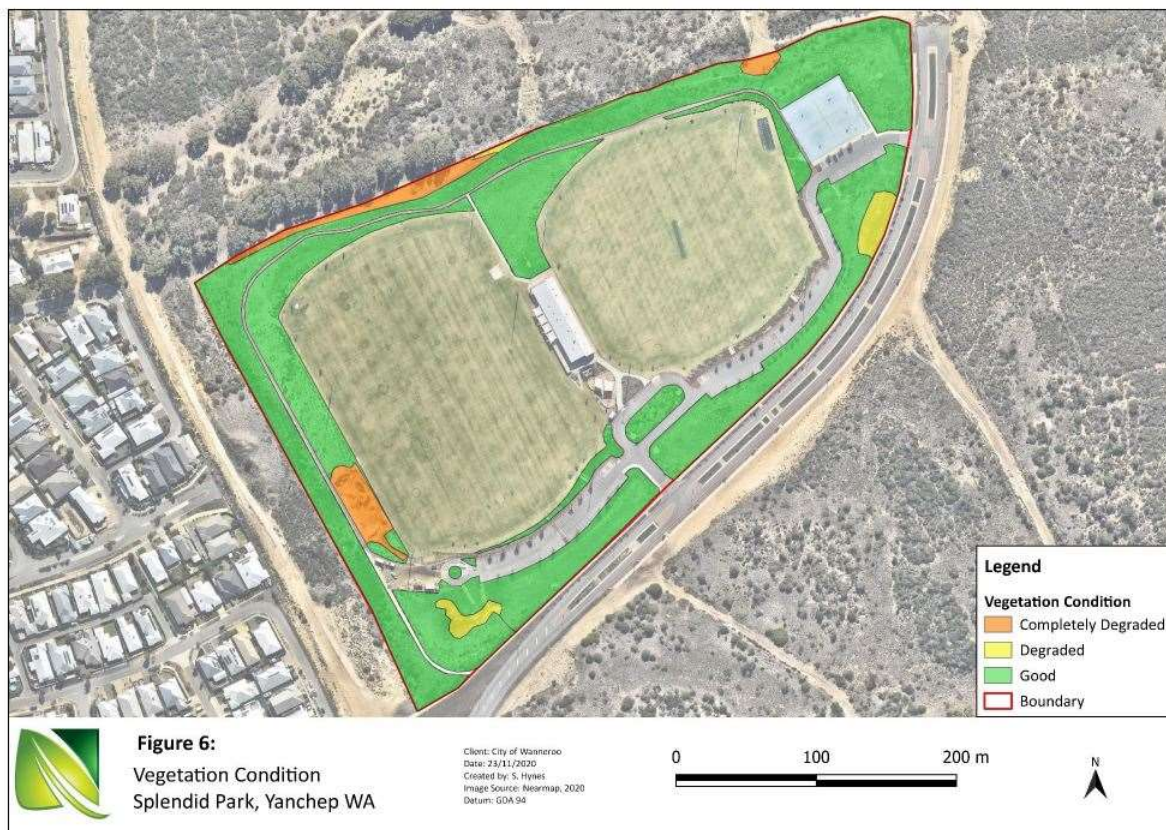 Legend
Vegetation Condition
Completely Degraded
Degraded
Good
Boundary
Figure 6:
Vegetation Condition
Splendid Park, Yanchep WA
Client: City of Wanneroo
Date: 23/11/2020
Created by: S. Hynes
Image Source: Nearmap, 2020
Datum: GDA 94
0 100 200 m
N